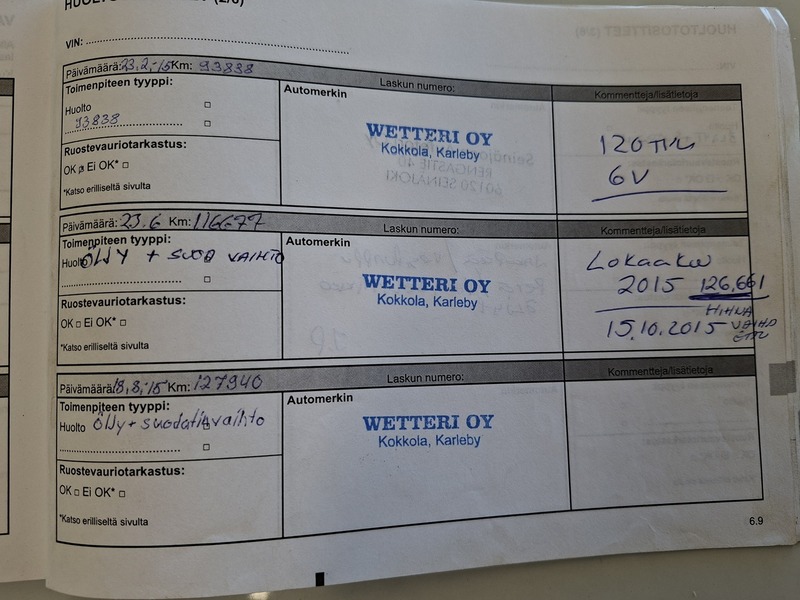 VIN:
Päivämäärä: 23.2.-15 Km: 93838 Laskun numero: Kommentteja/lisätietoja
Toimenpiteen tyyppi:
Huolto
93838
Ruostevauriotarkastus:
OK Ei OK*
*Katso erilliseltä sivulta
Automerkin
WETTERI OY
Kokkola, Karleby
120 TKM
6V
Päivämäärä: 23.6 Km: 116677 Laskun numero: Kommentteja/lisätietoja
Toimenpiteen tyyppi:
Huolto ÖLJY + SUOD VAIHTO
Ruostevauriotarkastus:
OK Ei OK*
*Katso erilliseltä sivulta
Automerkin
WETTERI OY
Kokkola, Karleby
Lokakuu
2015 126,661
HIHNA
15.10.2015 VAIHD
Päivämäärä: 18,8,-15 Km: 127940 Laskun numero: Kommentteja/lisätietoja
Toimenpiteen tyyppi:
Huolto Öljy + suodatinvaihto
Ruostevauriotarkastus:
OK Ei OK*
*Katso erilliseltä sivulta
Automerkin
WETTERI OY
Kokkola, Karleby
6.9